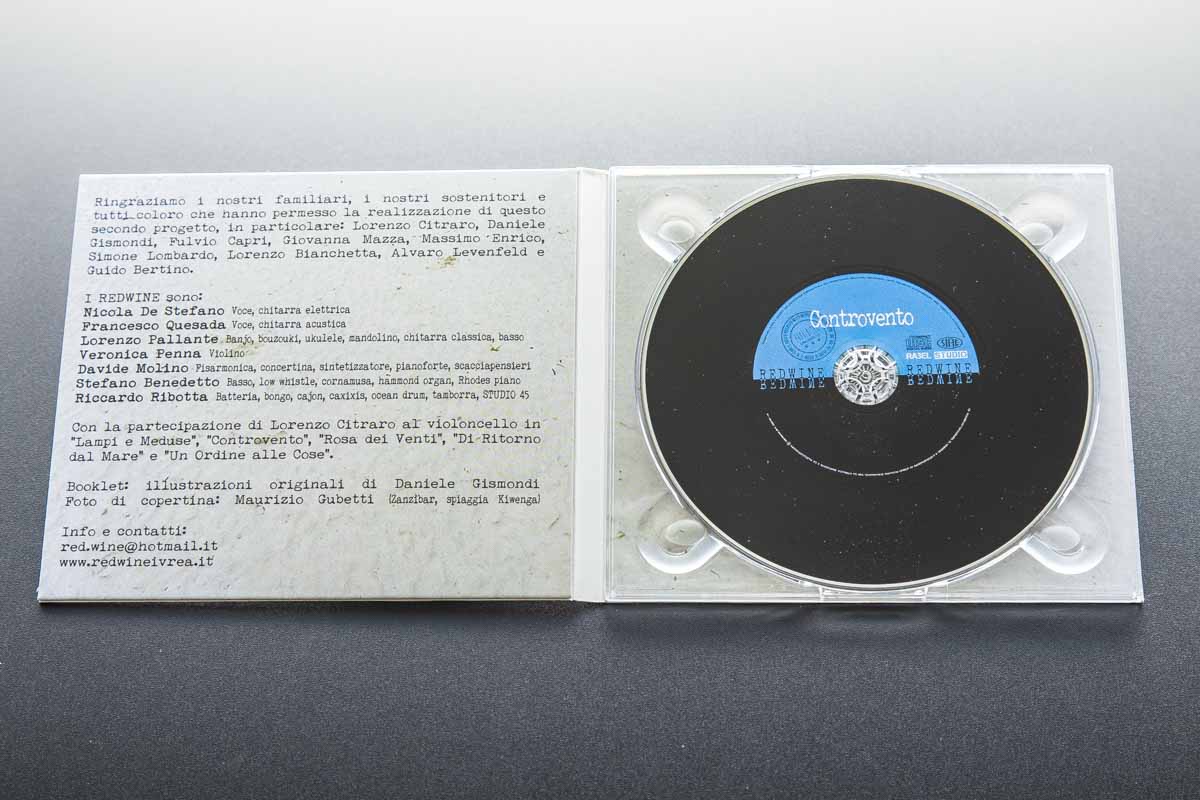 Ringraziamo i nostri familiari, i nostri sostenitori e
tutti coloro che hanno permesso la realizzazione di questo
secondo progetto, in particolare: Lorenzo Citraro, Daniele
Gismondi, Fulvio Capri, Giovanna Mazza, Massimo Enrico,
Simone Lombardo, Lorenzo Bianchetta, Alvaro Levenfeld e
Guido Bertino.
I REDWINE sono:
Nicola De Stefano Voce, chitarra elettrica
Francesco Quesada Voce, chitarra acustica
Lorenzo Pallante Banjo, bouzouki, ukulele, mandolino, chitarra classica, basso
Veronica Penna Violino
Davide Molino Fisarmonica, concertina, sintetizzatore, pianoforte, scacciapensieri
Stefano Benedetto Basso, low whistle, cornamusa, hammond organ, Rhodes piano
Riccardo Ribotta Batteria, bongo, cajon, caxixis, ocean drum, tamborra, STUDIO 45
Con la partecipazione di Lorenzo Citraro al violoncello in
"Lampi e Meduse", "Controvento", "Rosa dei Venti", "Di Ritorno
dal Mare" e "Un Ordine alle Cose".
Booklet: illustrazioni originali di Daniele Gismondi
Foto di copertina: Maurizio Gubetti (Zanzibar, spiaggia Kiwenga)
Info e contatti:
red.wine@hotmail.it
www.redwineivrea.it
Controvento
SIAE
RA3EL STUDIO
REDWINE REDWINE
REDWINE REDWINE